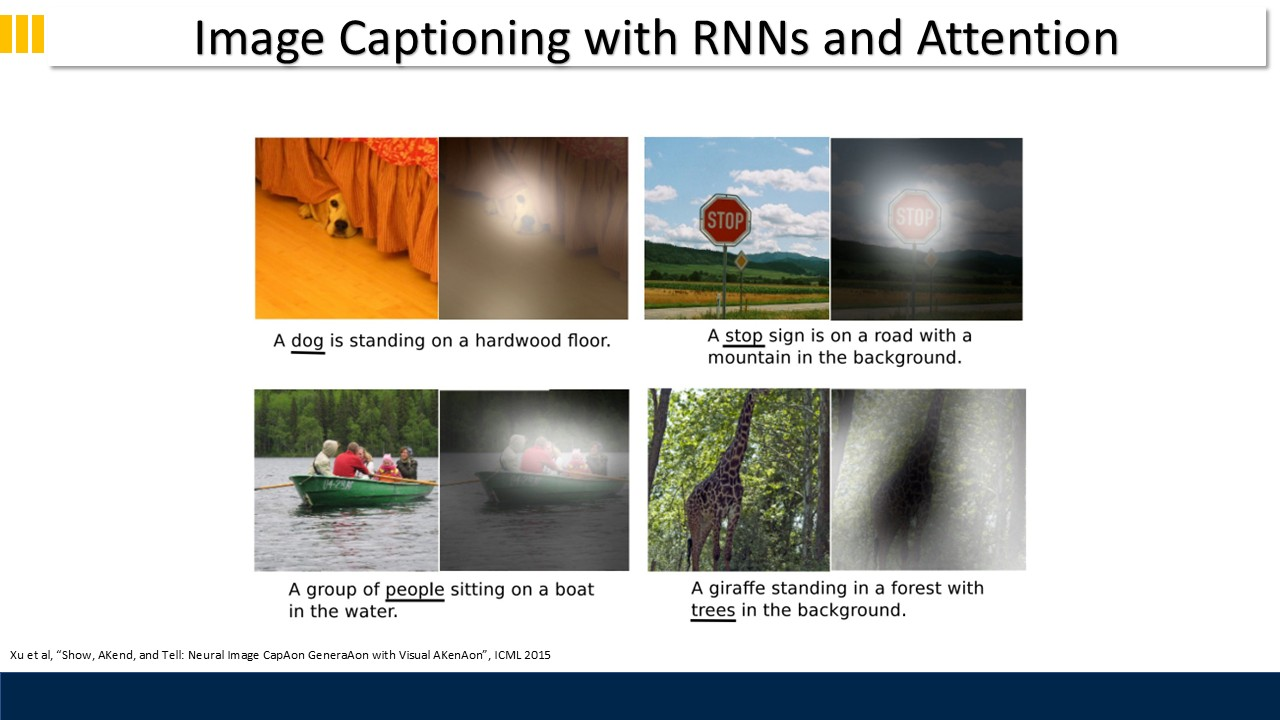 Image Captioning with RNNs and Attention
STOP
STOP
A dog is standing on a hardwood floor.
A stop sign is on a road with a
mountain in the background.
A group of people sitting on a boat
in the water.
A giraffe standing in a forest with
trees in the background.
Xu et al, “Show, AKend, and Tell: Neural Image CapAon GeneraAon with Visual AKenAon”, ICML 2015